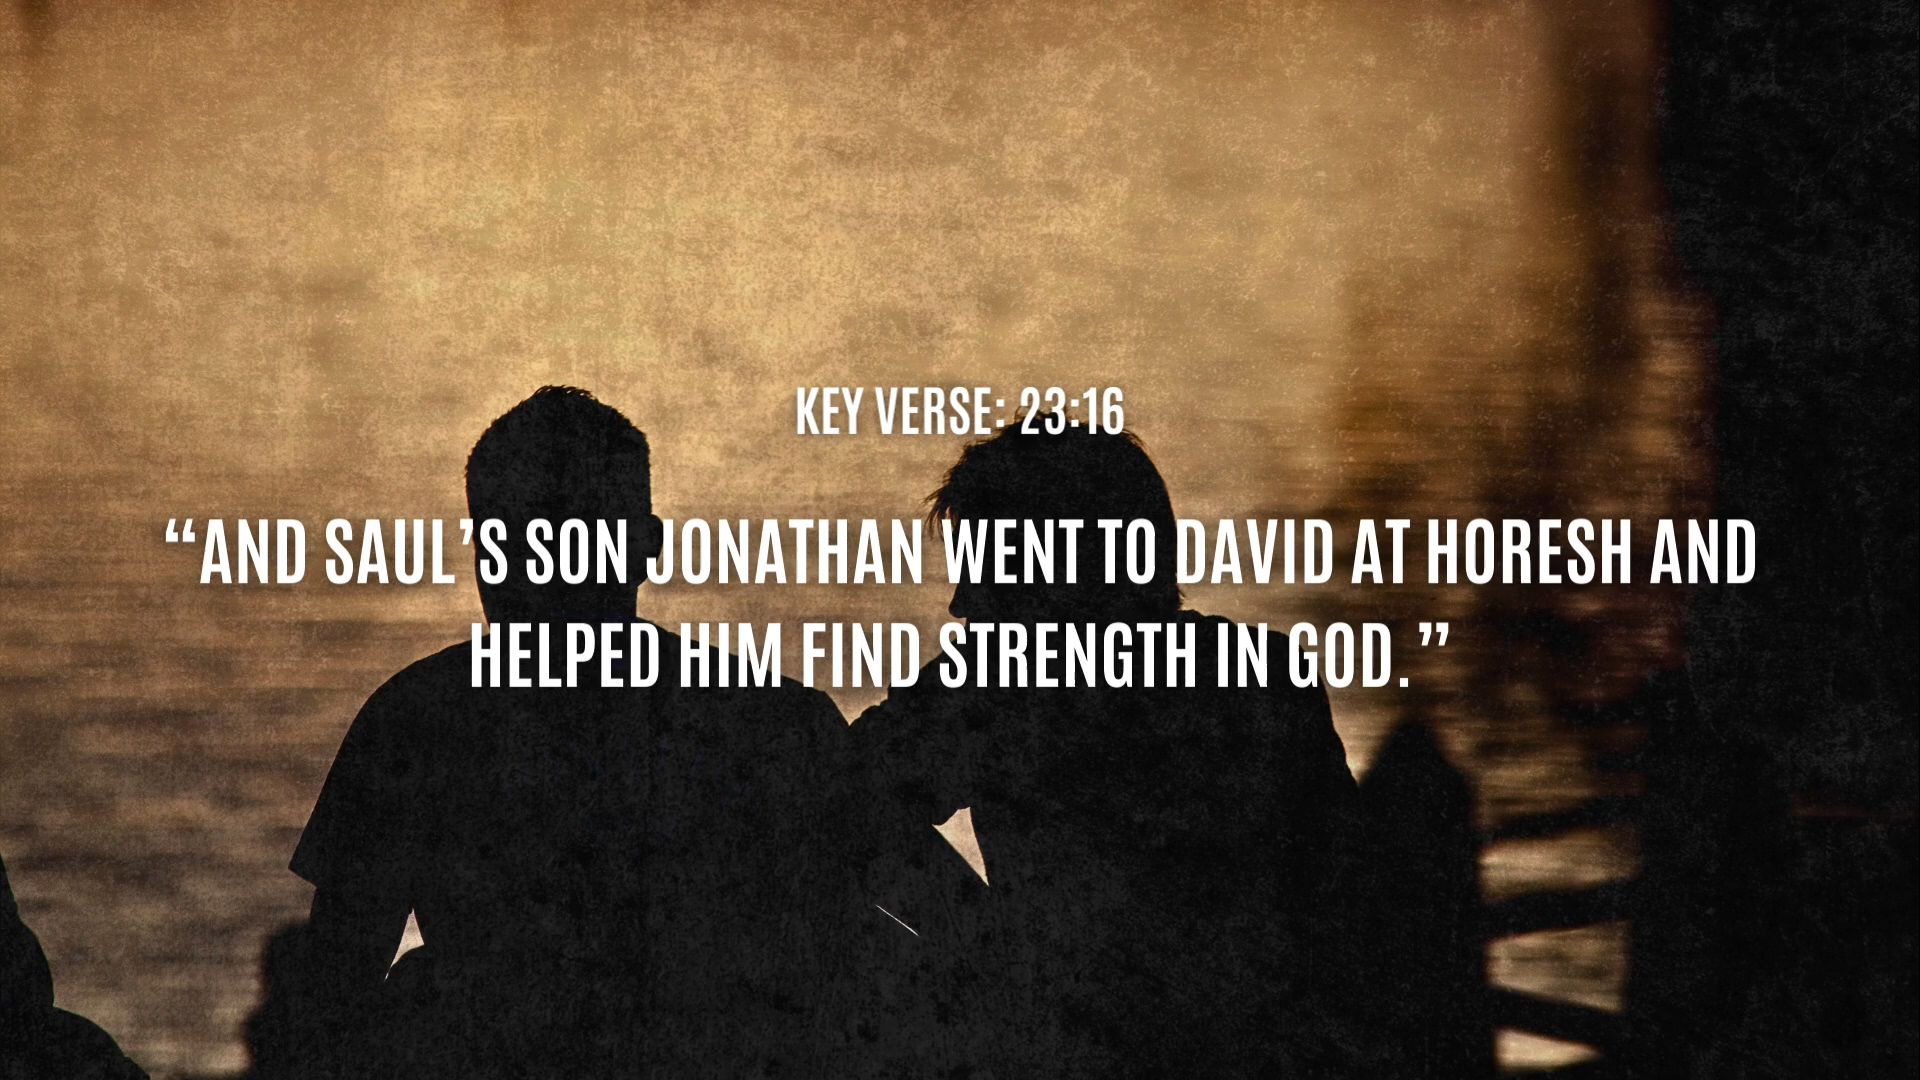 KEY VERSE: 23:16
“AND SAUL’S SON JONATHAN WENT TO DAVID AT HORESH AND
HELPED HIM FIND STRENGTH IN GOD.”